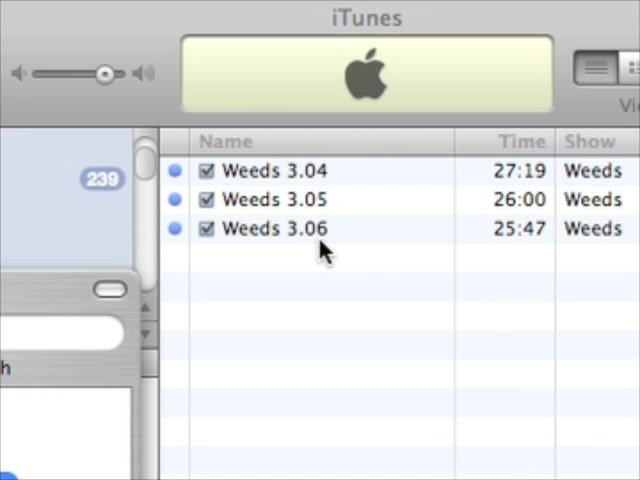 iTunes
Vi
239
Name Time Show
Weeds 3.04 27:19 Weeds
Weeds 3.05 26:00 Weeds
Weeds 3.06 25:47 Weeds
h